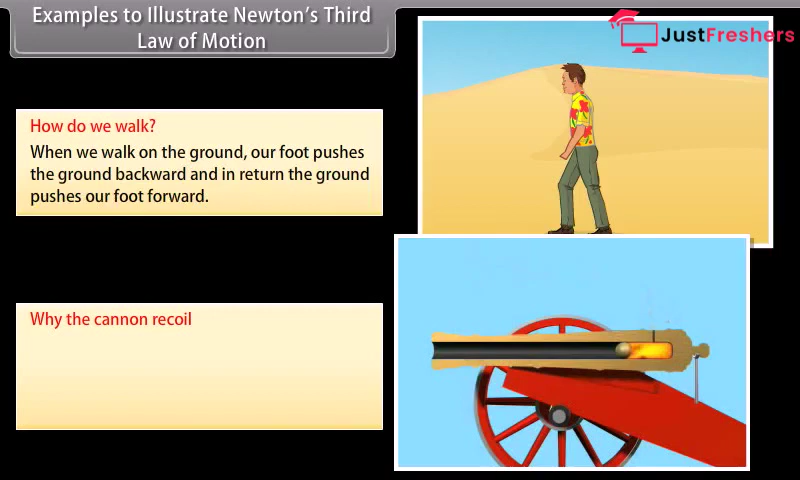 Examples to Illustrate Newton’s Third
Law of Motion
JustFreshers
How do we walk?
When we walk on the ground, our foot pushes
the ground backward and in return the ground
pushes our foot forward.
Why the cannon recoil